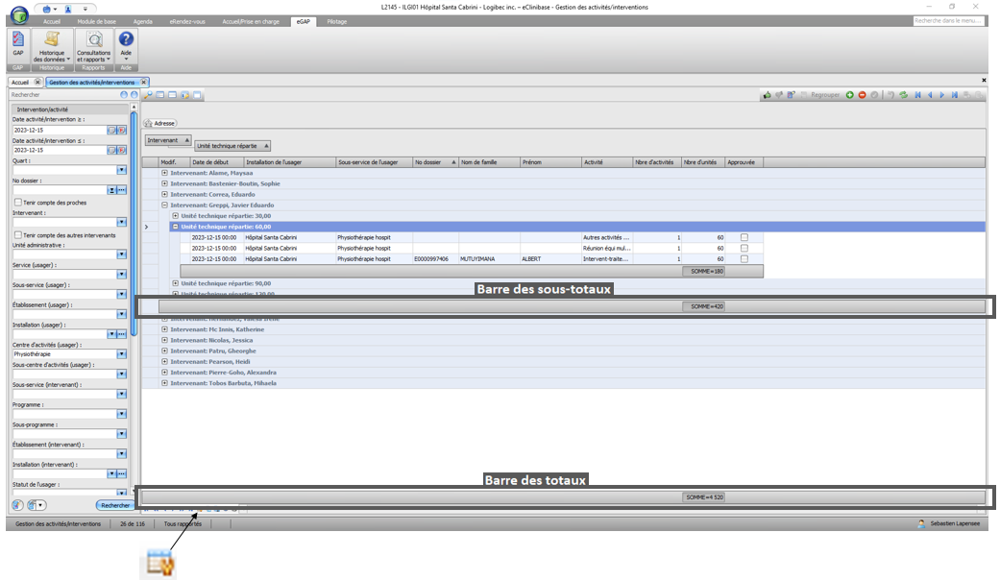 L2145 - ILGI01 Hôpital Santa Cabrini - Logibec inc. – eClinibase - Gestion des activités/interventions
Accueil Module de base Agenda eRendez-vous Accueil/Prise en charge eGAP Pilotage
Recherche dans le menu...
GAP
Historique des données
Consultations et rapports
Aide
GAP Historique Rapports Aide
Accueil Gestion des activités/interventions
Rechercher
Regrouper
Intervention/activité
Date activité/intervention ≥ :
2023-12-15
Date activité/intervention ≤ :
2023-12-15
Quart :
No dossier :
Tenir compte des proches
Intervenant :
Tenir compte des autres intervenants
Unité administrative :
Service (usager) :
Sous-service (usager) :
Établissement (usager) :
Installation (usager) :
Centre d'activités (usager) :
Physiothérapie
Sous-centre d'activités (usager) :
Sous-service (intervenant) :
Programme :
Sous-programme :
Établissement (intervenant) :
Installation (intervenant) :
Statut de l'usager :
Rechercher
Adresse
Intervenant
Unité technique répartie
Modif. Date de début Installation de l'usager Sous-service de l'usager No dossier Nom de famille Prénom Activité Nbre d'activités Nbre d'unités Approuvée
Intervenant: Alame, Maysaa
Intervenant: Bastenier-Boutin, Sophie
Intervenant: Correa, Eduardo
Intervenant: Greppi, Javier Eduardo
Unité technique répartie: 30,00
Unité technique répartie: 60,00
2023-12-15 00:00 Hôpital Santa Cabrini Physiothérapie hospit Autres activités ... 1 60
2023-12-15 00:00 Hôpital Santa Cabrini Physiothérapie hospit Réunion équi mul... 1 60
2023-12-15 00:00 Hôpital Santa Cabrini Physiothérapie hospit E0000997406 MUTUYIMANA ALBERT Intervent-traite... 1 60
SOMME=180
Unité technique répartie: 90,00
Barre des sous-totaux
Unité technique répartie: 120,00
SOMME=420
Intervenant: Mc Innis, Katherine
Intervenant: Nicolas, Jessica
Intervenant: Patru, Gheorghe
Intervenant: Pearson, Heidi
Intervenant: Pierre-Goho, Alexandra
Intervenant: Tobos Barbuta, Mihaela
Barre des totaux
SOMME=4 520
Gestion des activités/interventions 26 de 116 Tous rapportés
Sebastien Lapensee